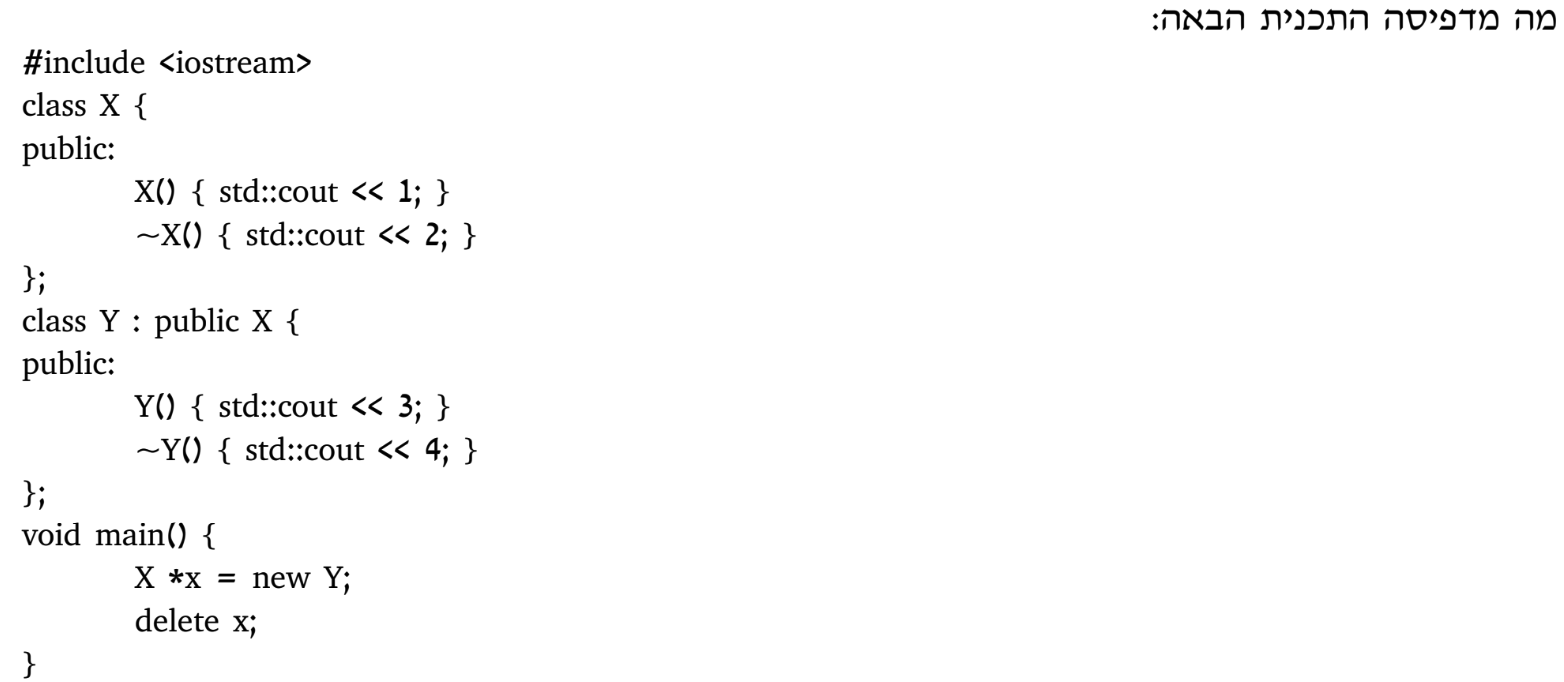 מה מדפיסה התכנית הבאה:
#include <iostream>
class X {
public:
X() { std::cout << 1; }
~X() { std::cout << 2; }
};
class Y : public X {
public:
Y() { std::cout << 3; }
~Y() { std::cout << 4; }
};
void main() {
X *x = new Y;
delete x;
}